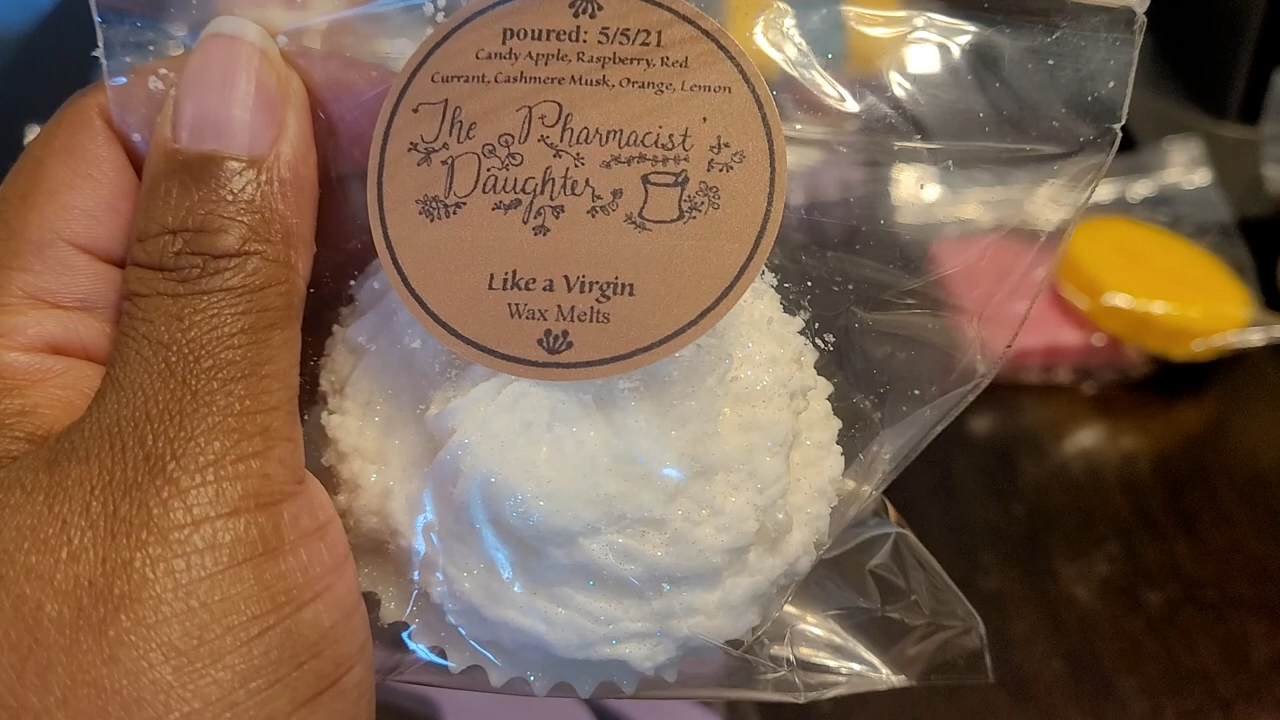 poured: 5/5/21
Candy Apple, Raspberry, Red
Currant, Cashmere Musk, Orange, Lemon
The Pharmacist's
Daughter
Like a Virgin
Wax Melts